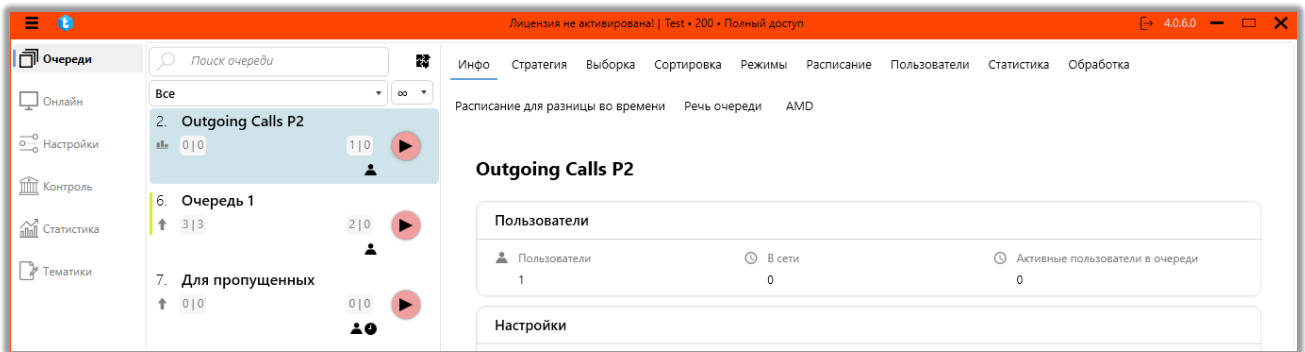 Лицензия не активирована! | Test • 200 • Полный доступ
4.0.6.0
Очереди
Онлайн
Настройки
Контроль
Статистика
Тематики
Поиск очереди
Все
∞
2. Outgoing Calls P2
0|0
1|0
6. Очередь 1
3|3
2|0
7. Для пропущенных
0|0
0|0
Инфо Стратегия Выборка Сортировка Режимы Расписание Пользователи Статистика Обработка
Расписание для разницы во времени Речь очереди AMD
Outgoing Calls P2
Пользователи
Пользователи В сети Активные пользователи в очереди
1 0 0
Настройки